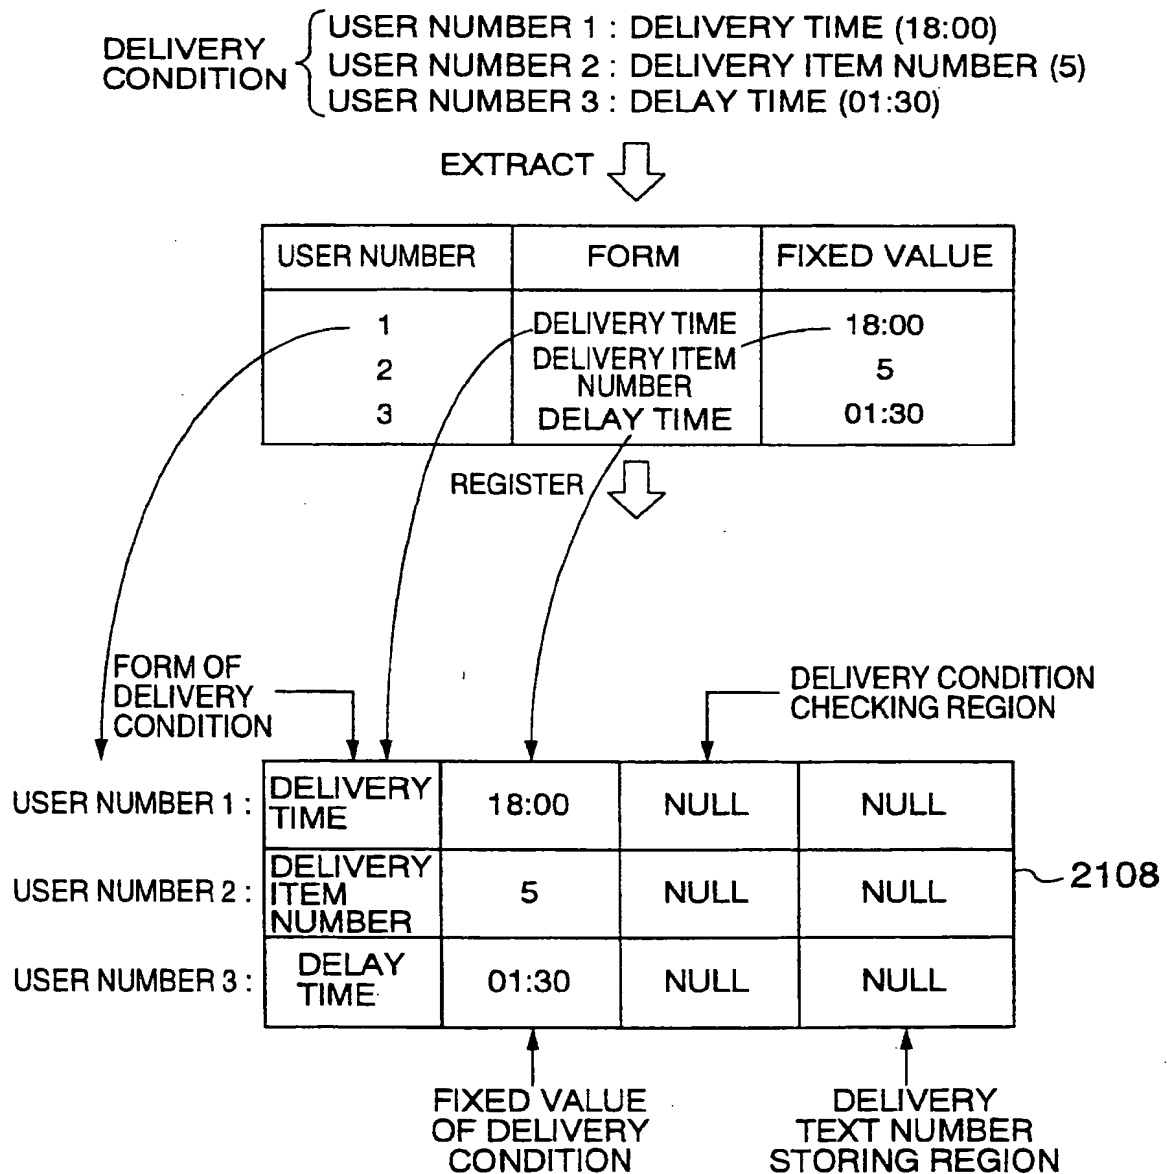 DELIVERY
CONDITION
USER NUMBER 1 : DELIVERY TIME (18:00)
USER NUMBER 2 : DELIVERY ITEM NUMBER (5)
USER NUMBER 3 : DELAY TIME (01:30)
EXTRACT
USER NUMBER FORM FIXED VALUE
1 DELIVERY TIME 18:00
2 DELIVERY ITEM NUMBER 5
3 DELAY TIME 01:30
REGISTER
FORM OF
DELIVERY
CONDITION
DELIVERY CONDITION
CHECKING REGION
USER NUMBER 1 : DELIVERY TIME 18:00 NULL NULL
USER NUMBER 2 : DELIVERY ITEM NUMBER 5 NULL NULL
2108
USER NUMBER 3 : DELAY TIME 01:30 NULL NULL
FIXED VALUE
OF DELIVERY
CONDITION
DELIVERY
TEXT NUMBER
STORING REGION